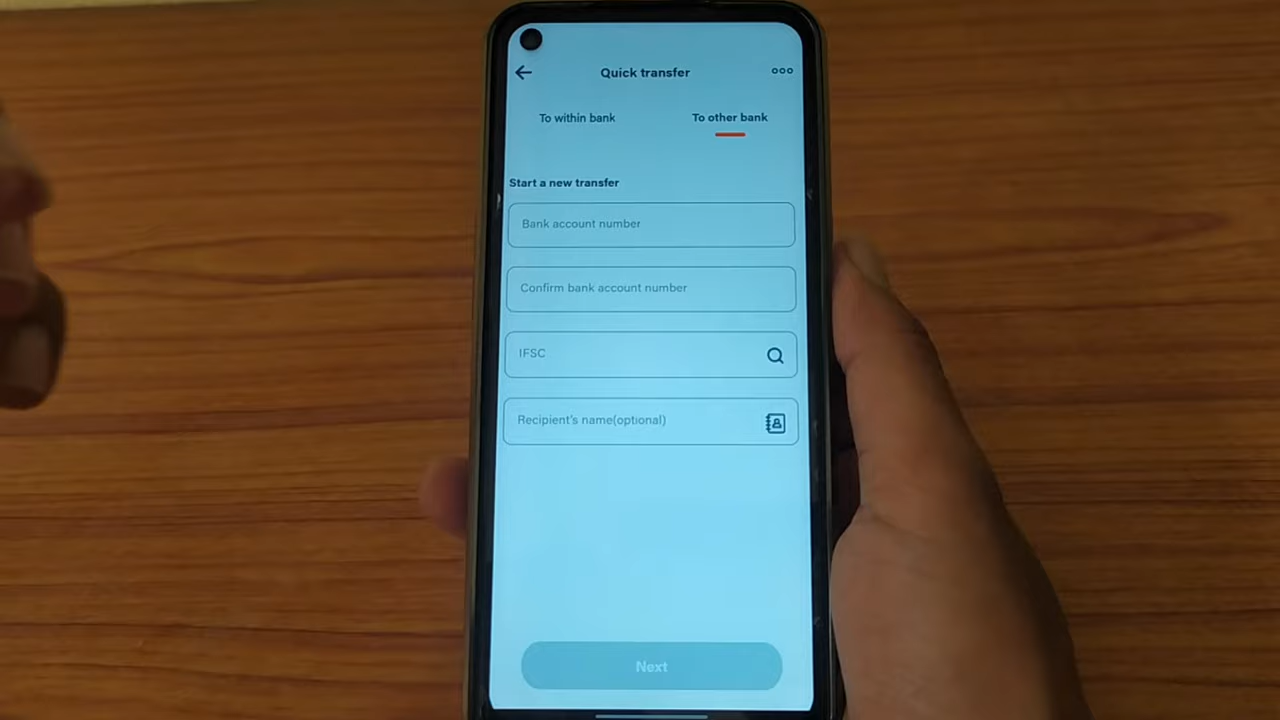 Quick transfer
To within bank
To other bank
Start a new transfer
Bank account number
Confirm bank account number
IFSC
Recipient's name(optional)
Next